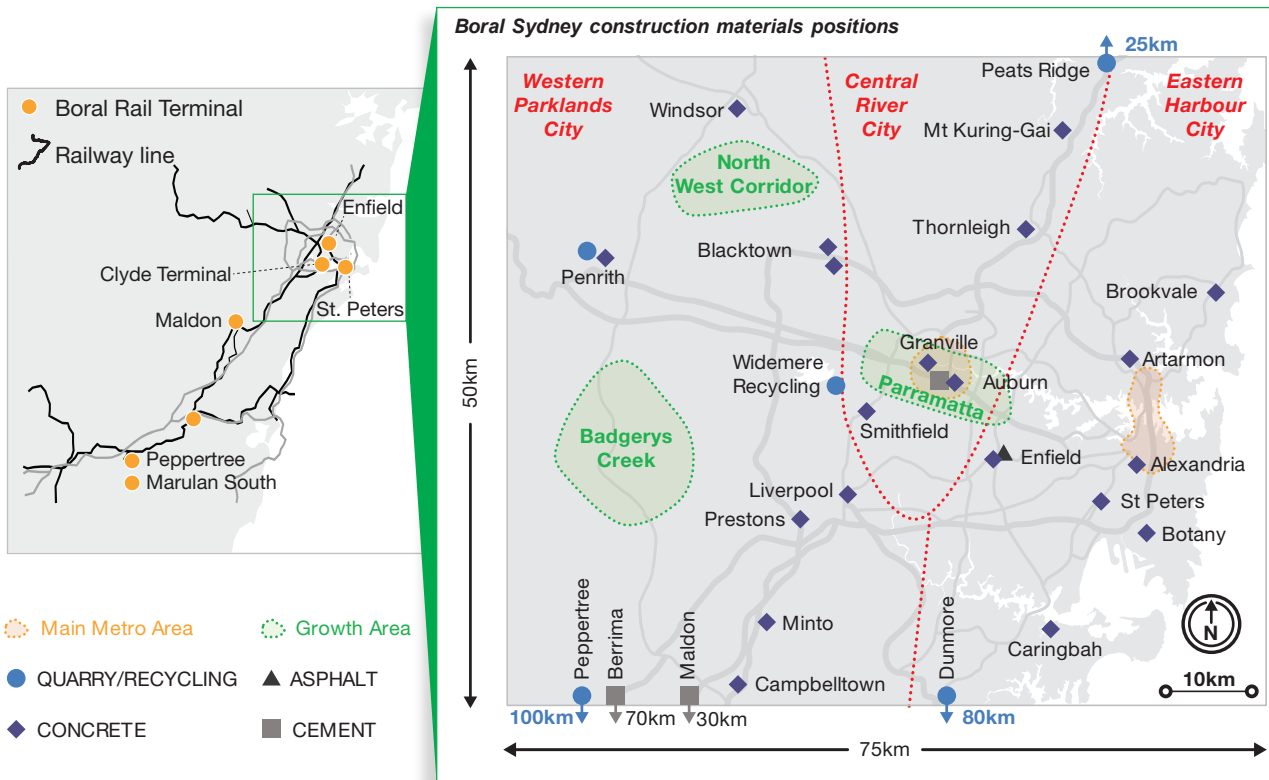 Boral Sydney construction materials positions
Boral Rail Terminal
Railway line
Enfield
Clyde Terminal
St. Peters
Maldon
Peppertree
Marulan South
Main Metro Area
Growth Area
QUARRY/RECYCLING
ASPHALT
CONCRETE
CEMENT
50km
25km
Peats Ridge
Western
Parklands
City
Central
River
City
Eastern
Harbour
City
Windsor
Mt Kuring-Gai
North
West Corridor
Thornleigh
Blacktown
Penrith
Brookvale
Granville
Artarmon
Widemere
Recycling
Auburn
Parramatta
Smithfield
Badgerys
Creek
Enfield
Alexandria
Liverpool
St Peters
Prestons
Botany
Minto
Caringbah
Campbelltown
Peppertree
Berrima
Maldon
Dunmore
100km
70km
30km
80km
N
10km
75km